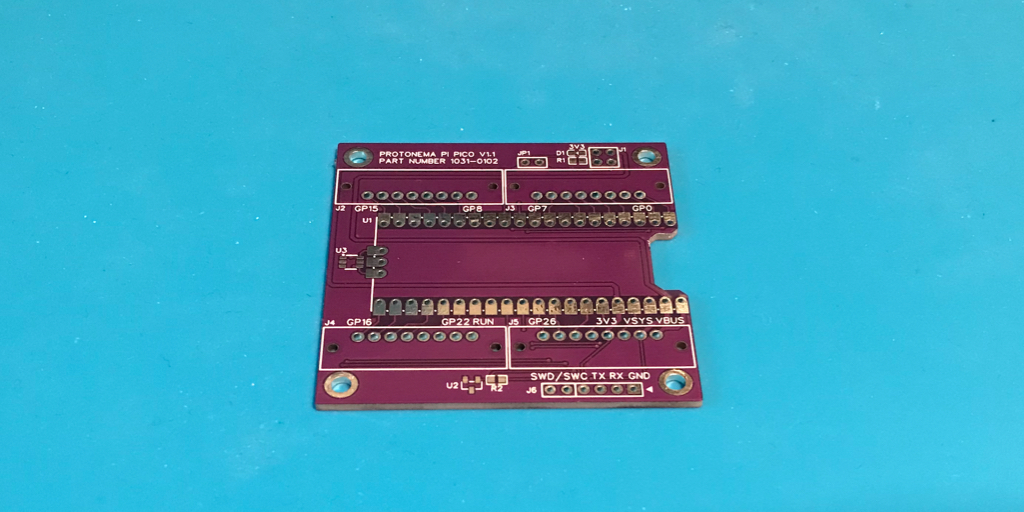 PROTONEMA PI PICO V1.1
PART NUMBER 1031-0102
JP1
3V3
D1
R1
J1
J2 GP15 GP8 J3 GP7 GP0
U1
U3
J4 GP16 GP22 RUN J5 GP26 3V3 VSYS VBUS
SWD/SWC TX RX GND
U2 R2 J6